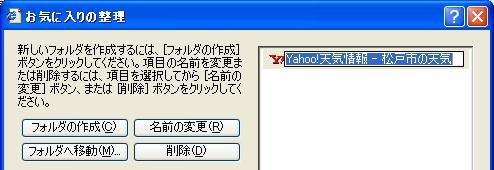 お気に入りの整理
新しいフォルダを作成するには、[フォルダの作成]
ボタンをクリックしてください。項目の名前を変更ま
たは削除するには、項目を選択してから [名前の
変更] ボタン、または [削除] ボタンをクリックしてく
ださい。
Yahoo!天気情報 - 松戸市の天気
フォルダの作成(C) 名前の変更(R)
フォルダへ移動(M)... 削除(D)